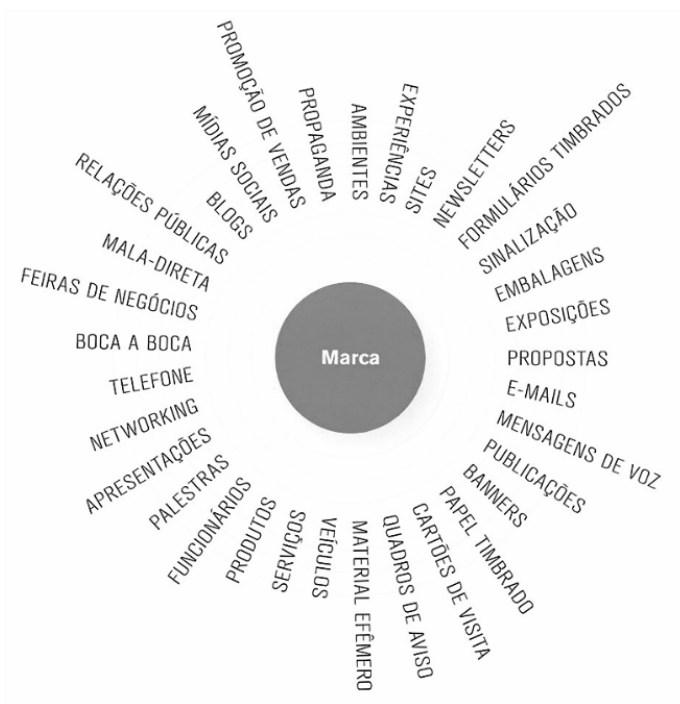 Marca
AMBIENTES
EXPERIÊNCIAS
SITES
NEWSLETTERS
FORMULÁRIOS TIMBRADOS
SINALIZAÇÃO
EMBALAGENS
EXPOSIÇÕES
PROPOSTAS
E-MAILS
MENSAGENS DE VOZ
PUBLICAÇÕES
BANNERS
PAPEL TIMBRADO
CARTÕES DE VISITA
QUADROS DE AVISO
MATERIAL EFÊMERO
VEÍCULOS
SERVIÇOS
PRODUTOS
FUNCIONÁRIOS
PALESTRAS
APRESENTAÇÕES
NETWORKING
TELEFONE
BOCA A BOCA
FEIRAS DE NEGÓCIOS
MALA-DIRETA
RELAÇÕES PÚBLICAS
BLOGS
MÍDIAS SOCIAIS
PROMOÇÃO DE VENDAS
PROPAGANDA